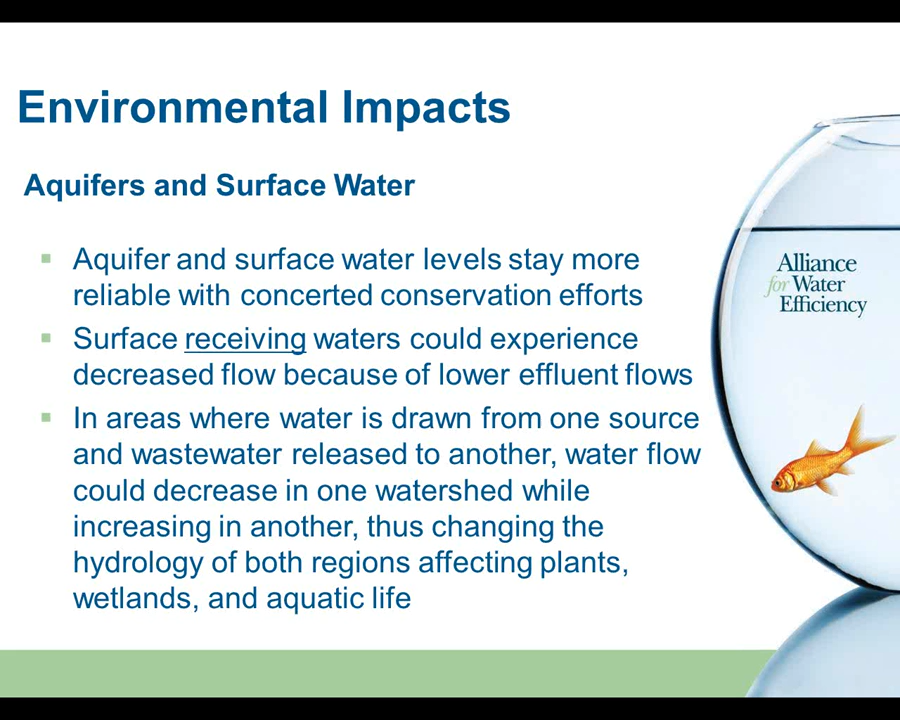 Environmental Impacts
Aquifers and Surface Water
Aquifer and surface water levels stay more
reliable with concerted conservation efforts
Surface receiving waters could experience
decreased flow because of lower effluent flows
In areas where water is drawn from one source
and wastewater released to another, water flow
could decrease in one watershed while
increasing in another, thus changing the
hydrology of both regions affecting plants,
wetlands, and aquatic life
Alliance
for Water
Efficiency